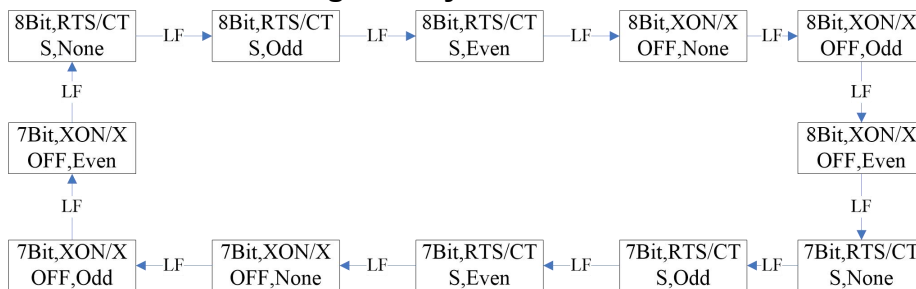 8Bit,RTS/CT
S,None
LF
8Bit,RTS/CT
S,Odd
LF
8Bit,RTS/CT
S,Even
LF
8Bit,XON/X
OFF,None
LF
8Bit,XON/X
OFF,Odd
LF
8Bit,XON/X
OFF,Even
LF
7Bit,RTS/CT
S,None
LF
7Bit,RTS/CT
S,Odd
LF
7Bit,RTS/CT
S,Even
LF
7Bit,XON/X
OFF,None
LF
7Bit,XON/X
OFF,Odd
LF
7Bit,XON/X
OFF,Even
LF